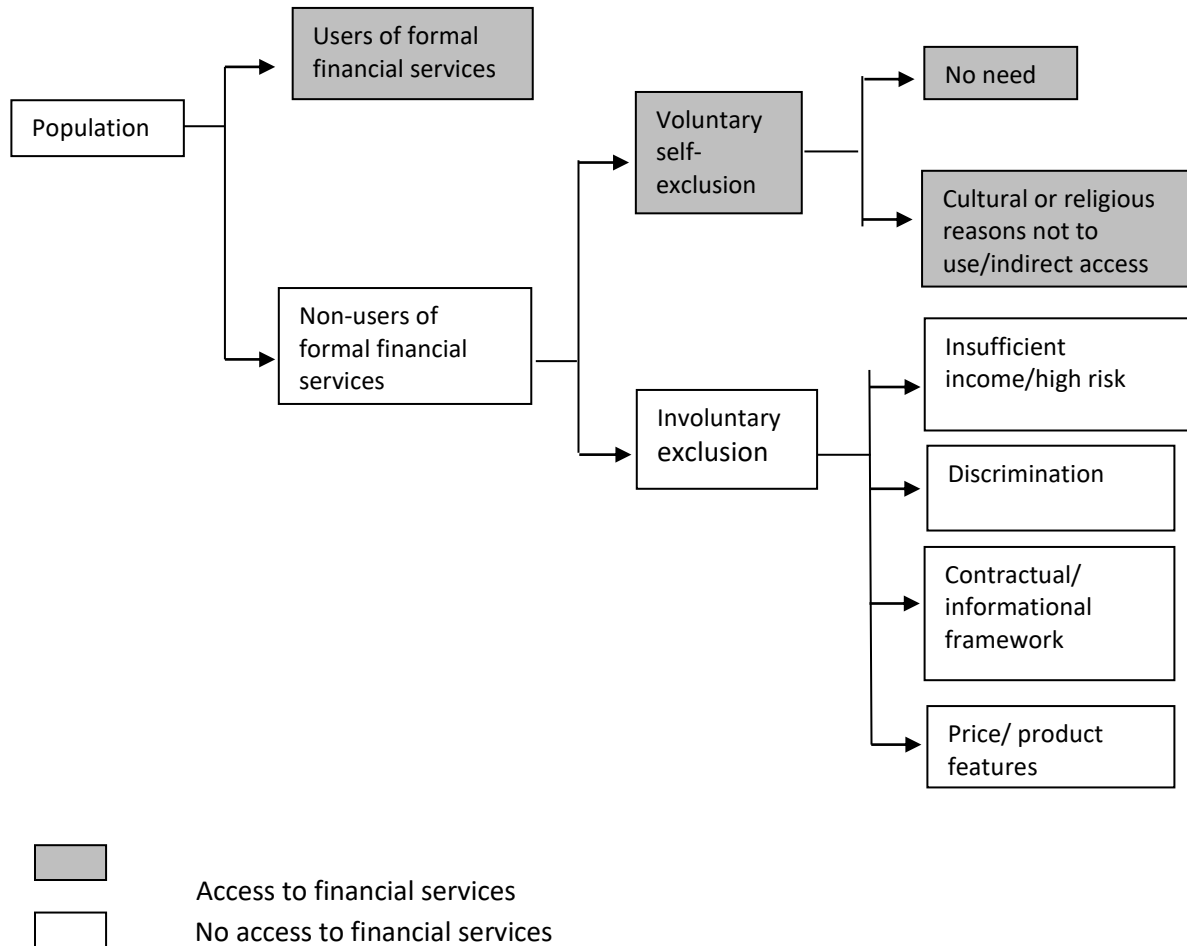 Users of formal
financial services
No need
Population
Voluntary
self-
exclusion
Cultural or religious
reasons not to
use/indirect access
Non-users of
formal financial
services
Insufficient
income/high risk
Involuntary
exclusion
Discrimination
Contractual/
informational
framework
Price/ product
features
Access to financial services
No access to financial services